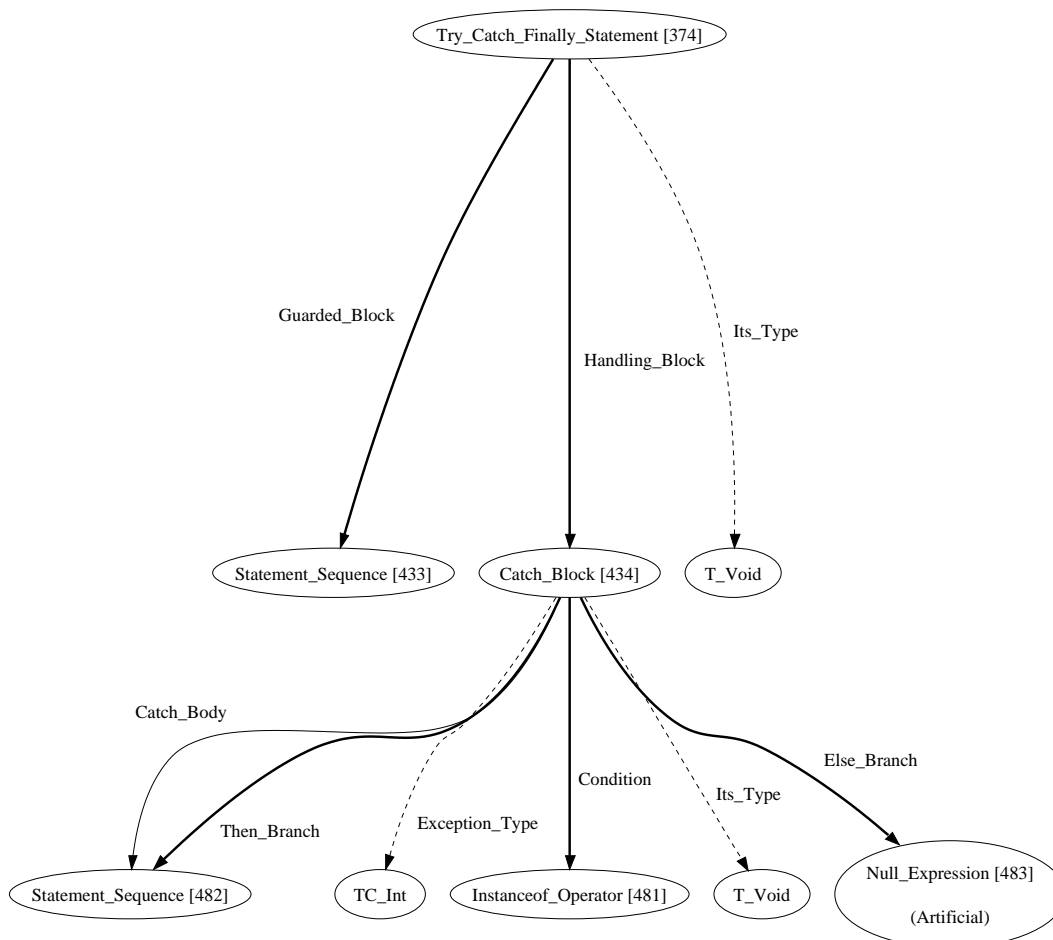 Try_Catch_Finally_Statement [374]
Guarded_Block
Its_Type
Handling_Block
Statement_Sequence [433]
Catch_Block [434]
T_Void
Catch_Body
Else_Branch
Condition
Its_Type
Exception_Type
Then_Branch
Null_Expression [483]
Statement_Sequence [482]
TC_Int
Instanceof_Operator [481]
T_Void
(Artificial)